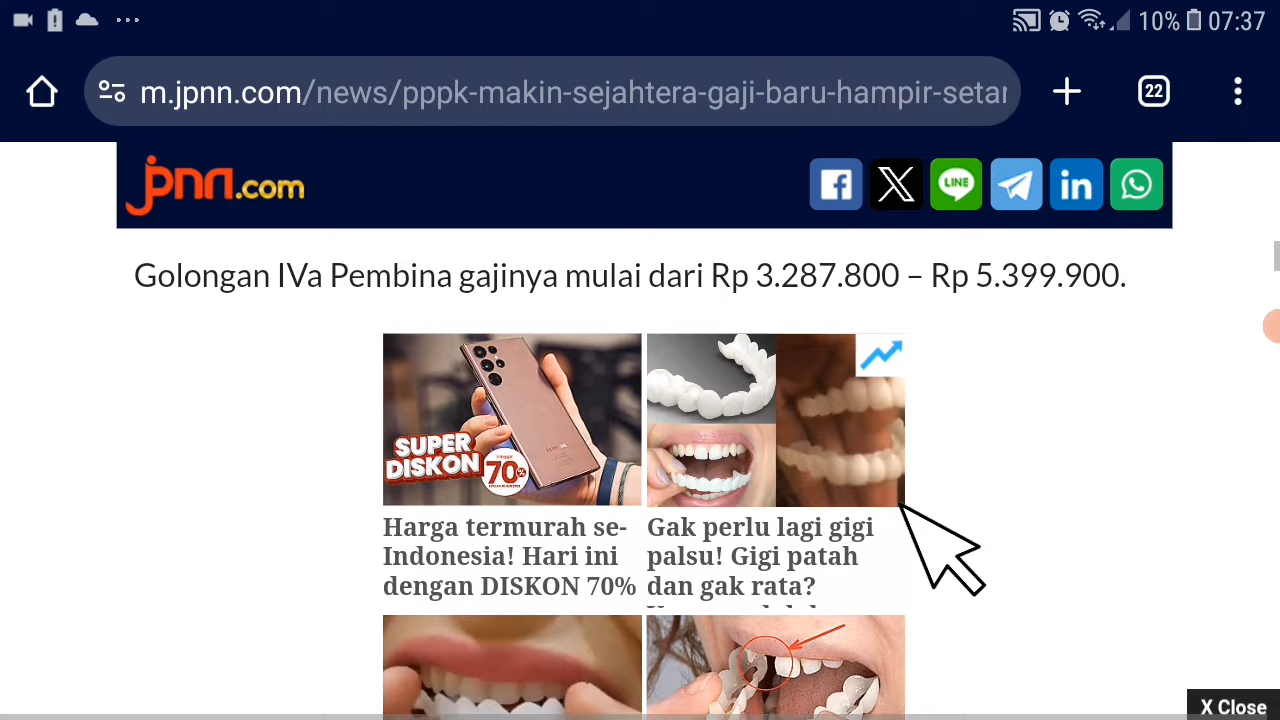 10% 07:37
m.jpnn.com/news/pppk-makin-sejahtera-gaji-baru-hampir-setar
22
jpnn.com
LINE
in
Golongan IVa Pembina gajinya mulai dari Rp 3.287.800 – Rp 5.399.900.
SUPER
DISKON
70%
Harga termurah se-
Indonesia! Hari ini
dengan DISKON 70%
Gak perlu lagi gigi
palsu! Gigi patah
dan gak rata?
X Close